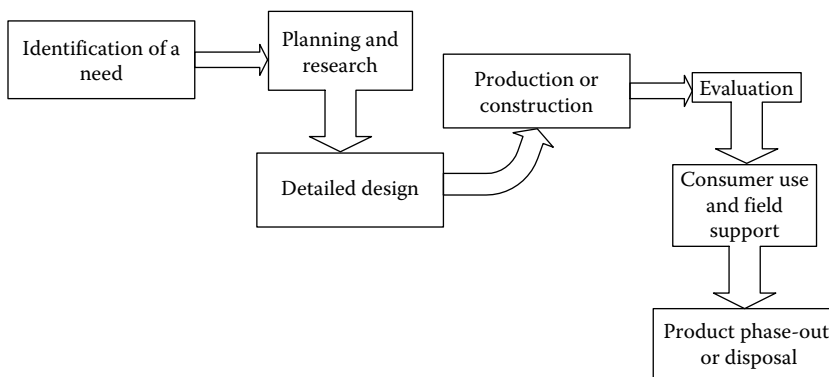 Identification of a
need
Planning and
research
Detailed design
Production or
construction
Evaluation
Consumer use
and field
support
Product phase-out
or disposal